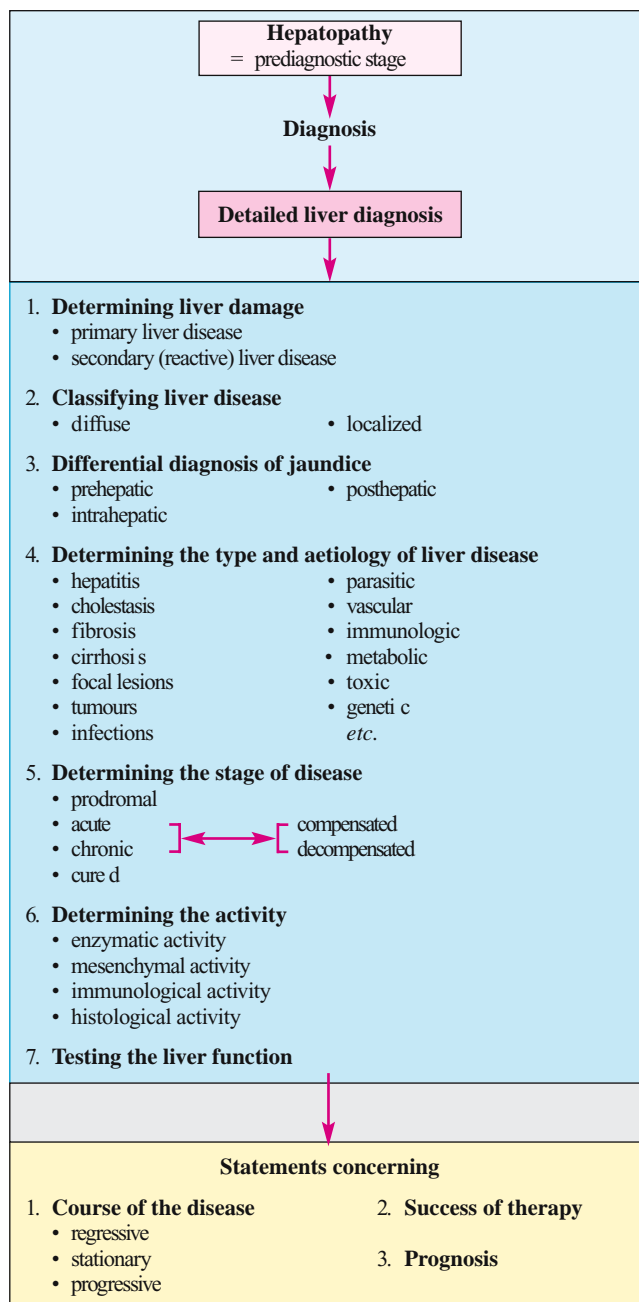 Hepatopathy
= prediagnostic stage
Diagnosis
Detailed liver diagnosis
1. Determining liver damage
• primary liver disease
• secondary (reactive) liver disease
2. Classifying liver disease
• diffuse • localized
3. Differential diagnosis of jaundice
• prehepatic • posthepatic
• intrahepatic
4. Determining the type and aetiology of liver disease
• hepatitis • parasitic
• cholestasis • vascular
• fibrosis • immunologic
• cirrhosi s • metabolic
• focal lesions • toxic
• tumours • geneti c
• infections etc.
5. Determining the stage of disease
• prodromal
• acute compensated
• chronic decompensated
• cure d
6. Determining the activity
• enzymatic activity
• mesenchymal activity
• immunological activity
• histological activity
7. Testing the liver function
Statements concerning
1. Course of the disease 2. Success of therapy
• regressive
• stationary 3. Prognosis
• progressive